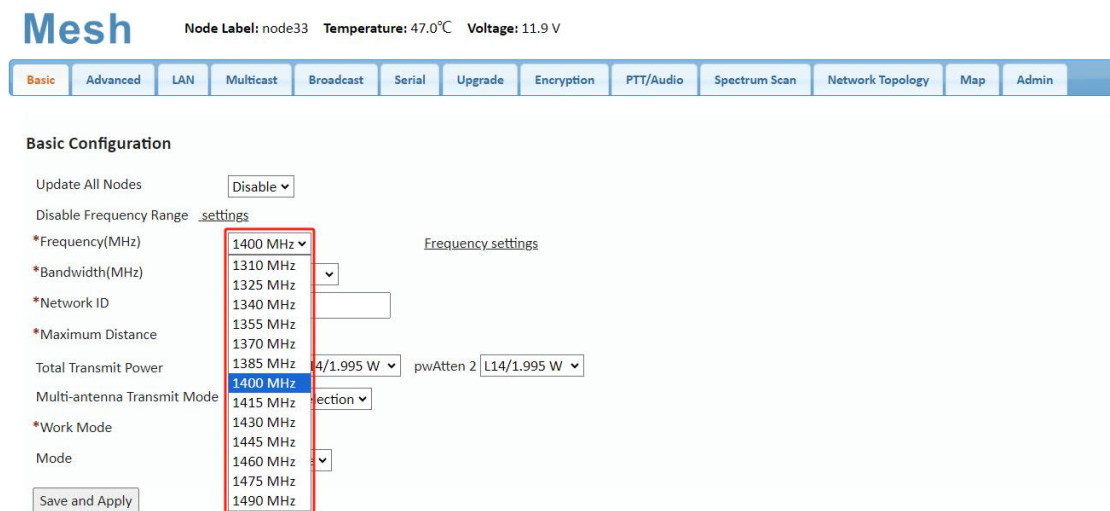 Mesh Node Label: node33 Temperature: 47.0℃ Voltage: 11.9 V
Basic Advanced LAN Multicast Broadcast Serial Upgrade Encryption PTT/Audio Spectrum Scan Network Topology Map Admin
Basic Configuration
Update All Nodes Disable
Disable Frequency Range settings
*Frequency(MHz) 1400 MHz Frequency settings
1310 MHz
*Bandwidth(MHz)
1325 MHz
*Network ID 1340 MHz
1355 MHz
*Maximum Distance
1370 MHz
Total Transmit Power 1385 MHz 4/1.995 W pwAtten 2 L14/1.995 W
1400 MHz
Multi-antenna Transmit Mode 1415 MHz ection
*Work Mode 1430 MHz
1445 MHz
Mode 1460 MHz
1475 MHz
Save and Apply 1490 MHz